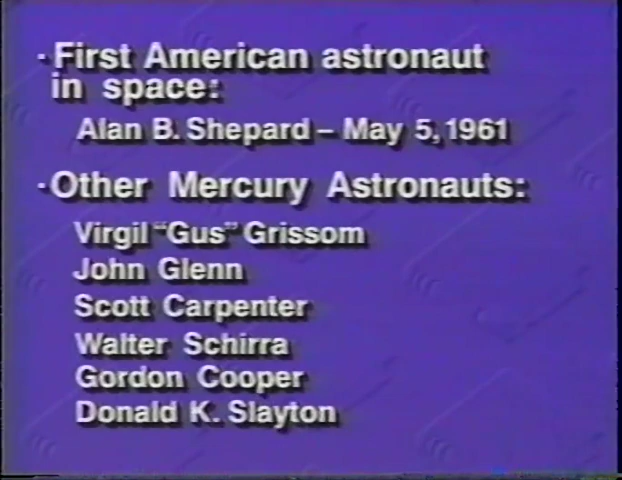 · First American astronaut
in space:
Alan B. Shepard – May 5, 1961
· Other Mercury Astronauts:
Virgil "Gus" Grissom
John Glenn
Scott Carpenter
Walter Schirra
Gordon Cooper
Donald K. Slayton